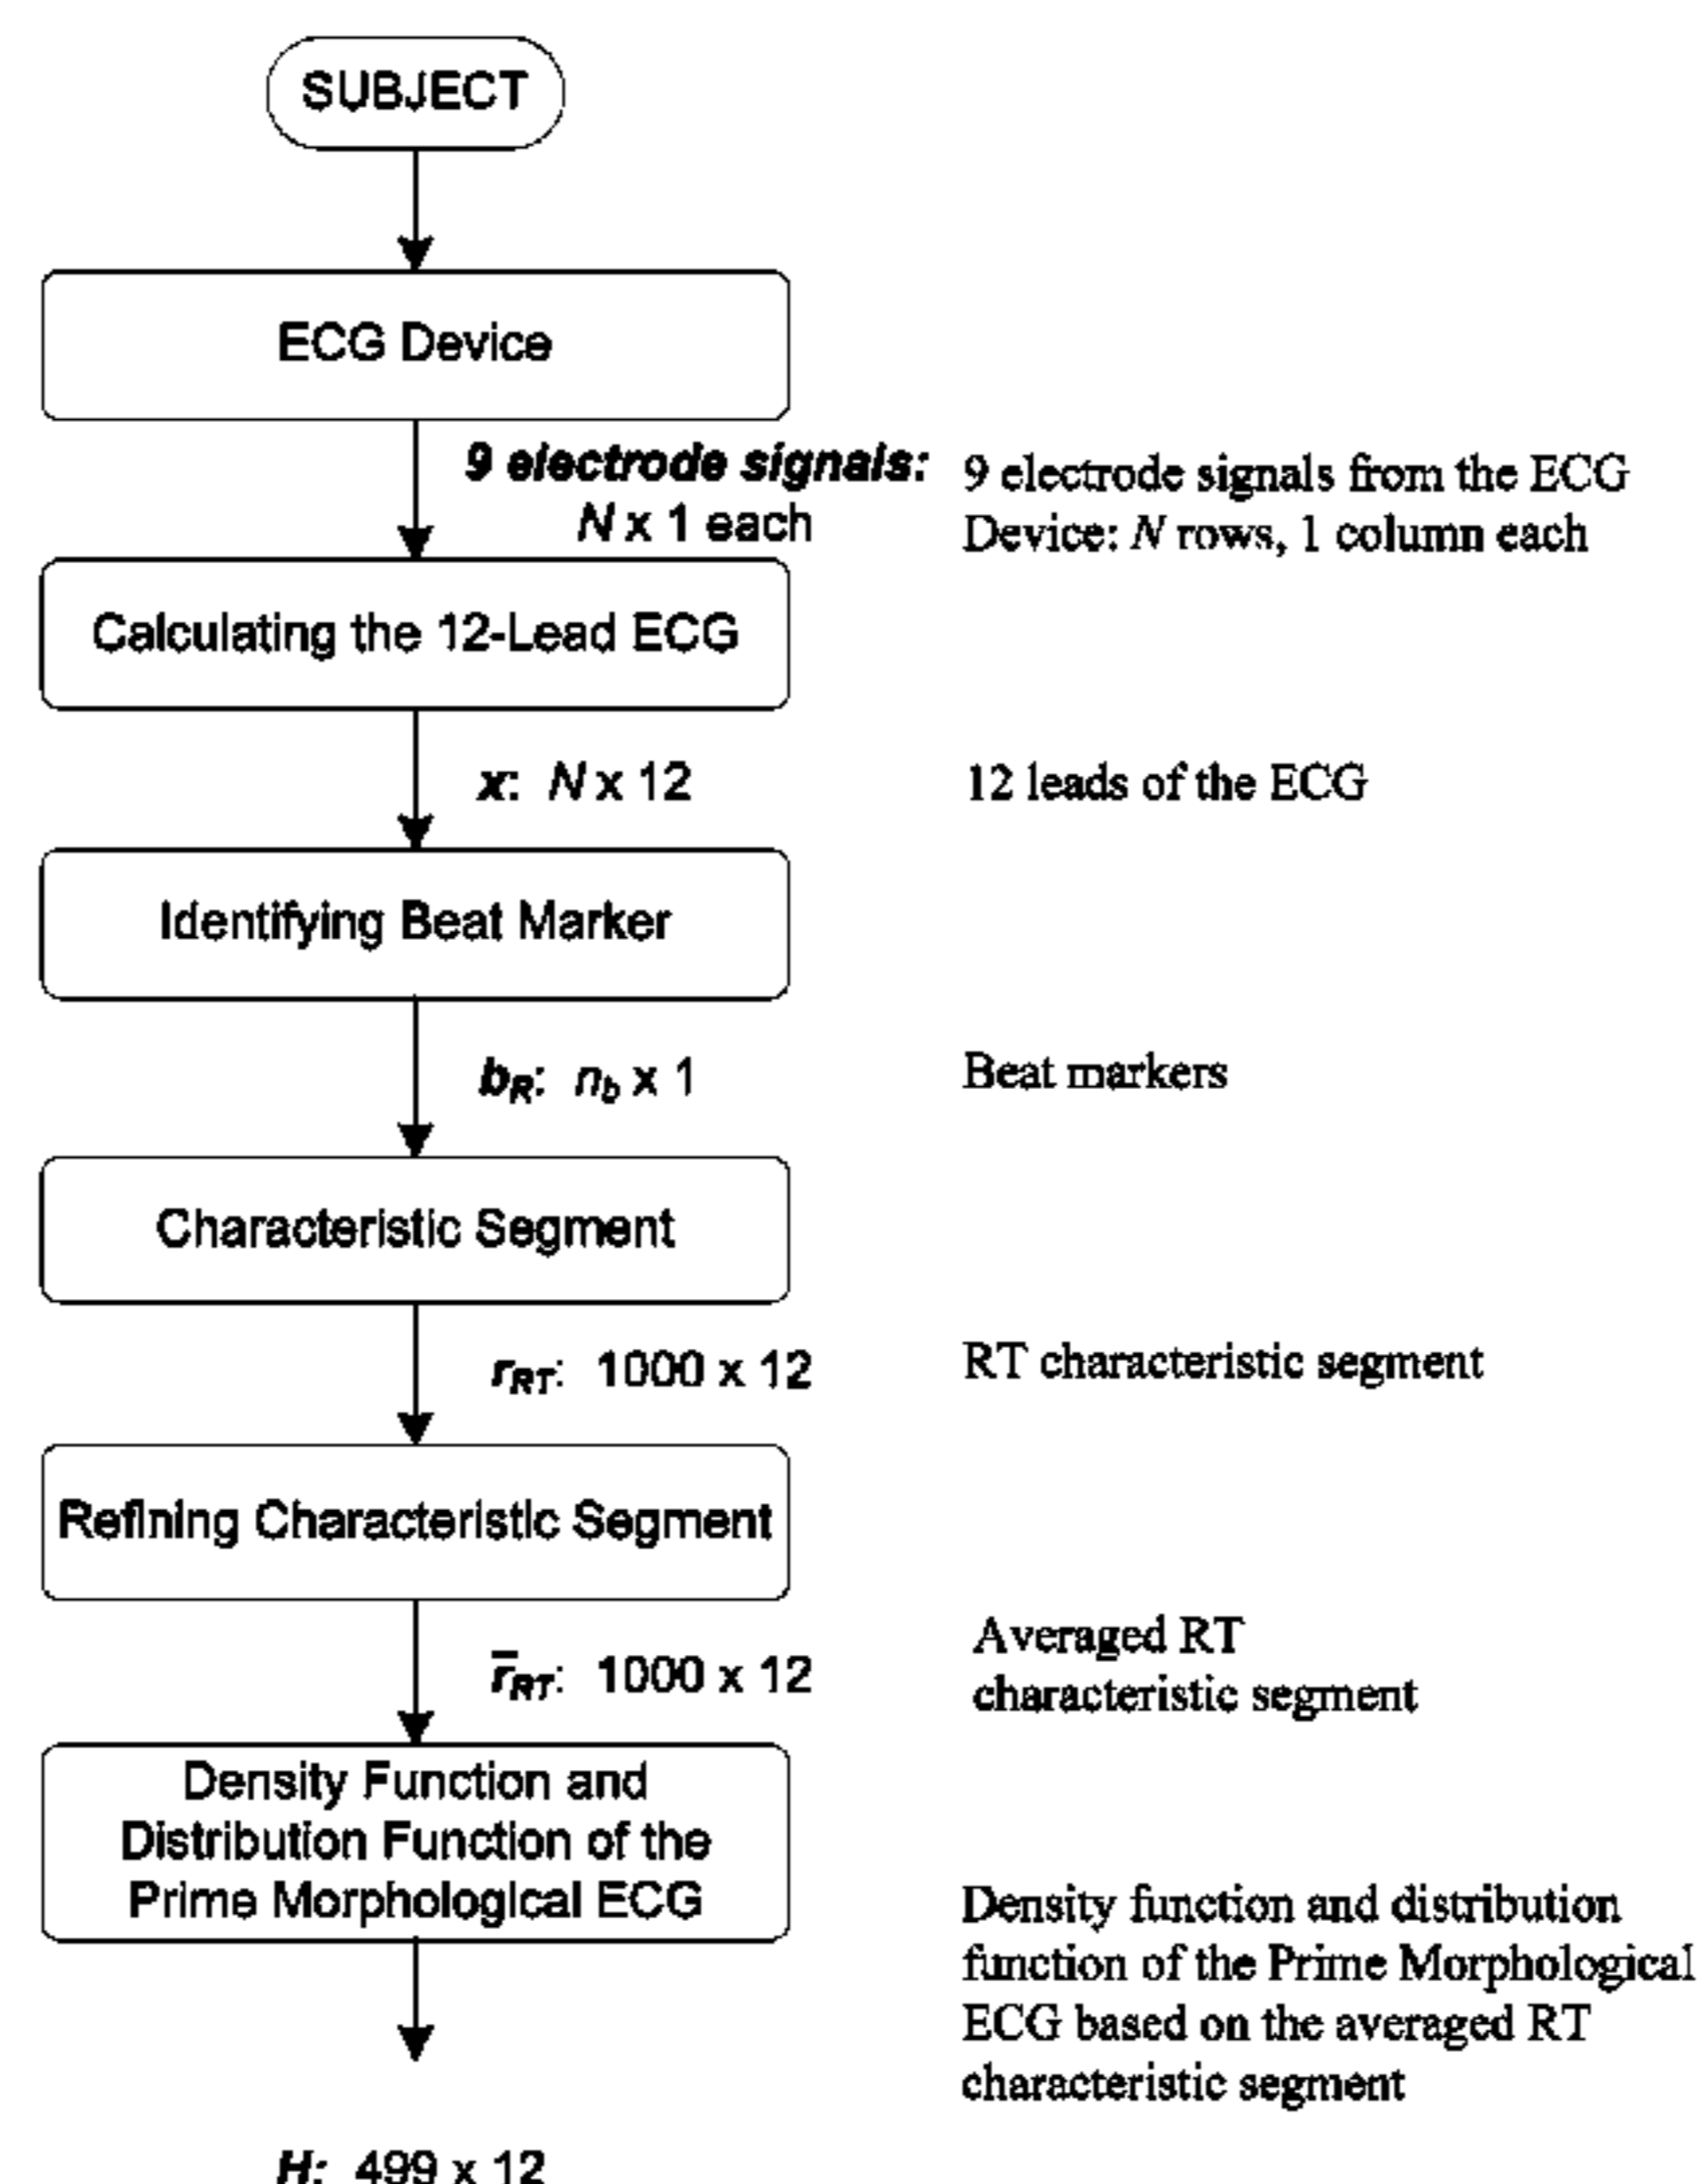 SUBJECT
ECG Device
9 electrode signals:
N x 1 each
9 electrode signals from the ECG
Device: N rows, 1 column each
Calculating the 12-Lead ECG
x: N x 12
12 leads of the ECG
Identifying Beat Marker
b_R: n_b x 1
Beat markers
Characteristic Segment
r_RT: 1000 x 12
RT characteristic segment
Refining Characteristic Segment
r̄_RT: 1000 x 12
Averaged RT
characteristic segment
Density Function and
Distribution Function of the
Prime Morphological ECG
Density function and distribution
function of the Prime Morphological
ECG based on the averaged RT
characteristic segment
H: 499 x 12